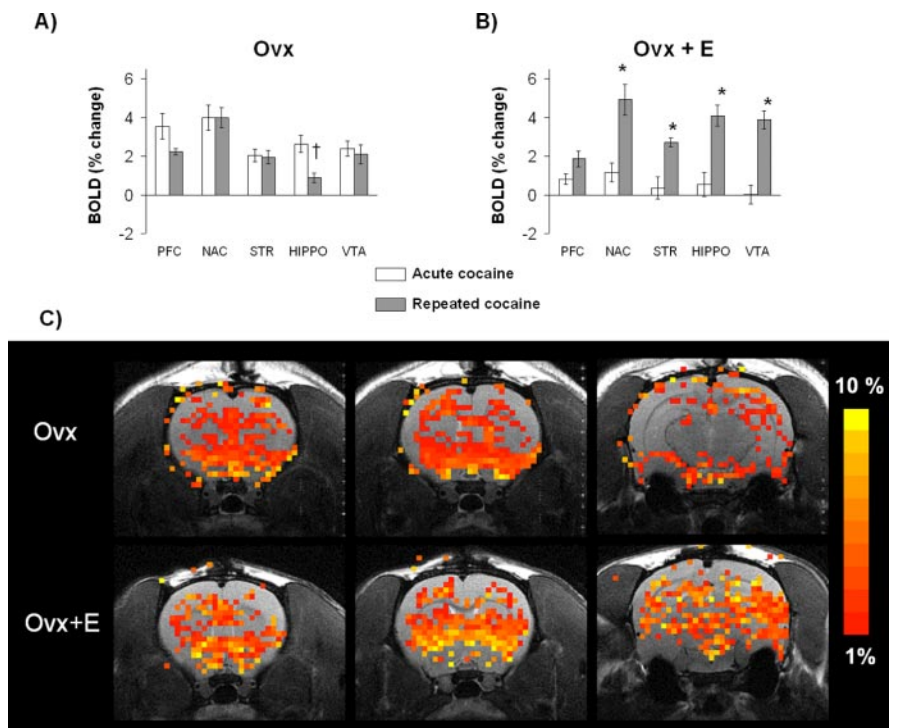 A)
Ovx
BOLD (% change)
6
4
2
0
-2
PFC NAC STR HIPPO VTA
†
B)
Ovx + E
BOLD (% change)
6
4
2
0
-2
PFC NAC STR HIPPO VTA
* * * *
Acute cocaine
Repeated cocaine
C)
Ovx
Ovx+E
10 %
1%